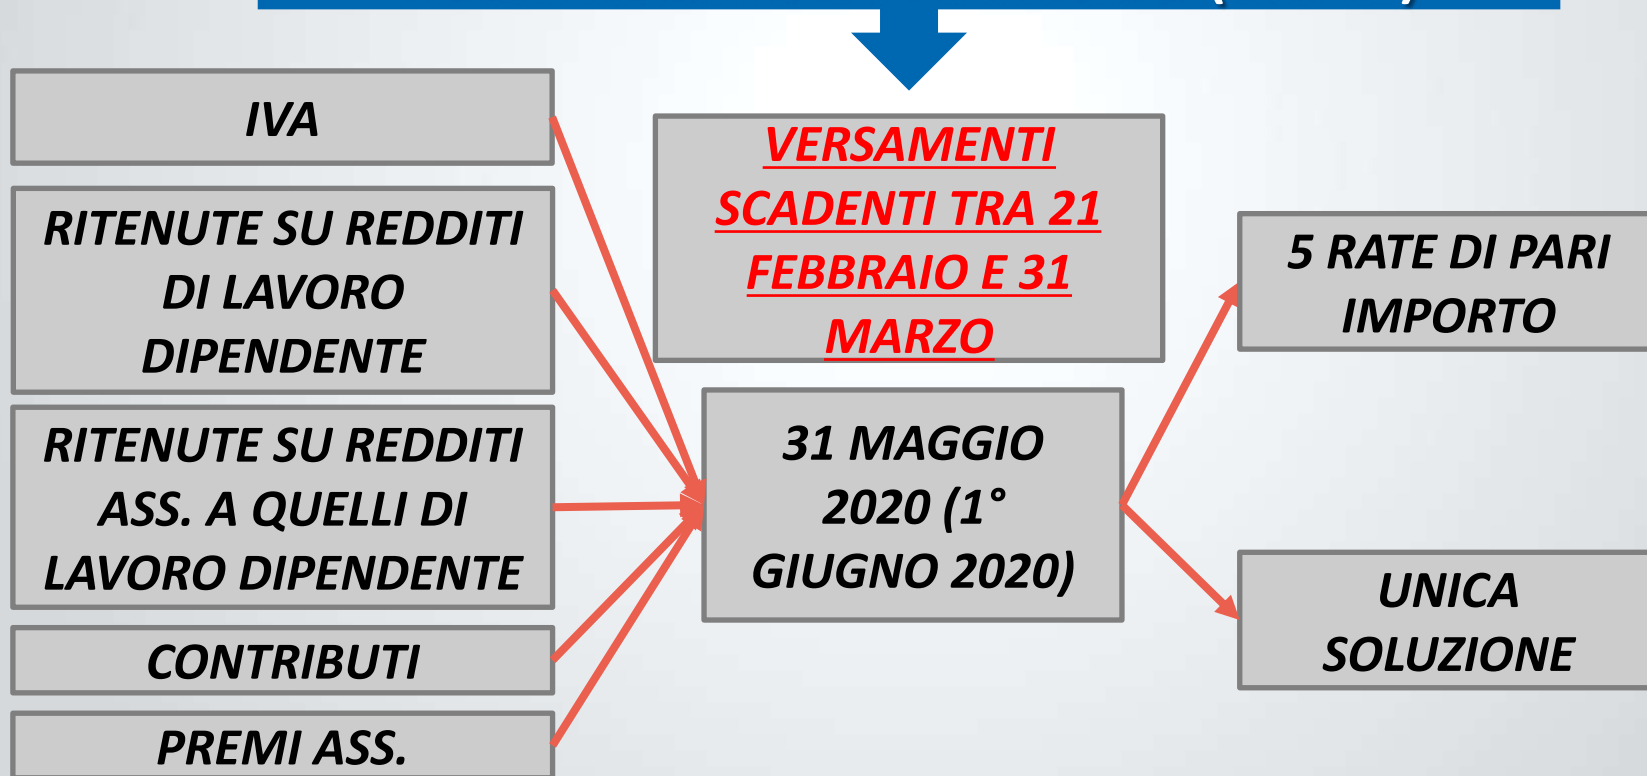 IVA
RITENUTE SU REDDITI
DI LAVORO
DIPENDENTE
RITENUTE SU REDDITI
ASS. A QUELLI DI
LAVORO DIPENDENTE
CONTRIBUTI
PREMI ASS.
VERSAMENTI
SCADENTI TRA 21
FEBBRAIO E 31
MARZO
31 MAGGIO
2020 (1°
GIUGNO 2020)
5 RATE DI PARI
IMPORTO
UNICA
SOLUZIONE